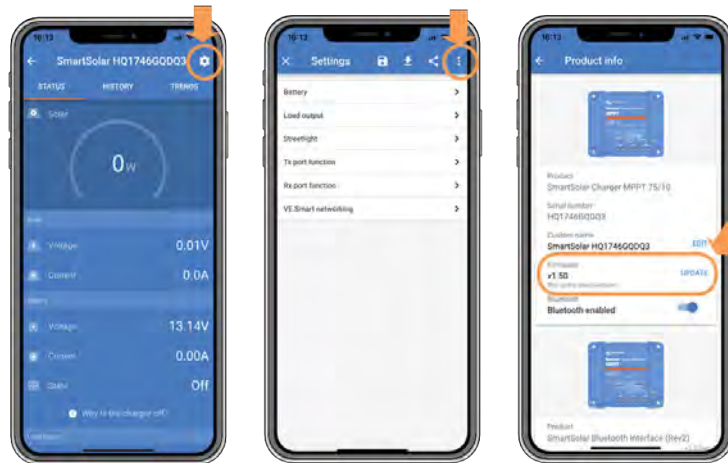 16:13
SmartSolar HQ1746GQDQ3
STATUS HISTORY TRENDS
Solar
0W
Solar
Voltage 0.01V
Current 0.0A
Battery
Voltage 13.14V
Current 0.00A
State Off
Why is the charger off?
16:13
Settings
Battery
Load output
Streetlight
Tx port function
Rx port function
VE.Smart networking
16:13
Product info
Product
SmartSolar Charger MPPT 75/10
Serial number
HQ1746GQDQ3
Custom name
SmartSolar HQ1746GQDQ3 EDIT
Firmware
v1.50 UPDATE
Bluetooth
Bluetooth enabled
Product
SmartSolar Bluetooth Interface (Rev2)